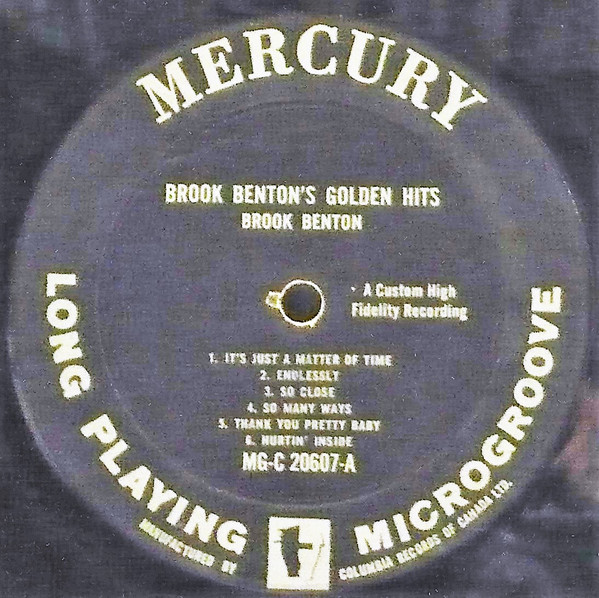 MERCURY
BROOK BENTON'S GOLDEN HITS
BROOK BENTON
• A Custom High
Fidelity Recording
1. IT'S JUST A MATTER OF TIME
2. ENDLESSLY
3. SO CLOSE
4. SO MANY WAYS
5. THANK YOU PRETTY BABY
6. HURTIN' INSIDE
MG-C 20607-A
LONG PLAYING MICROGROOVE
MANUFACTURED BY COLUMBIA RECORDS OF CANADA LTD.